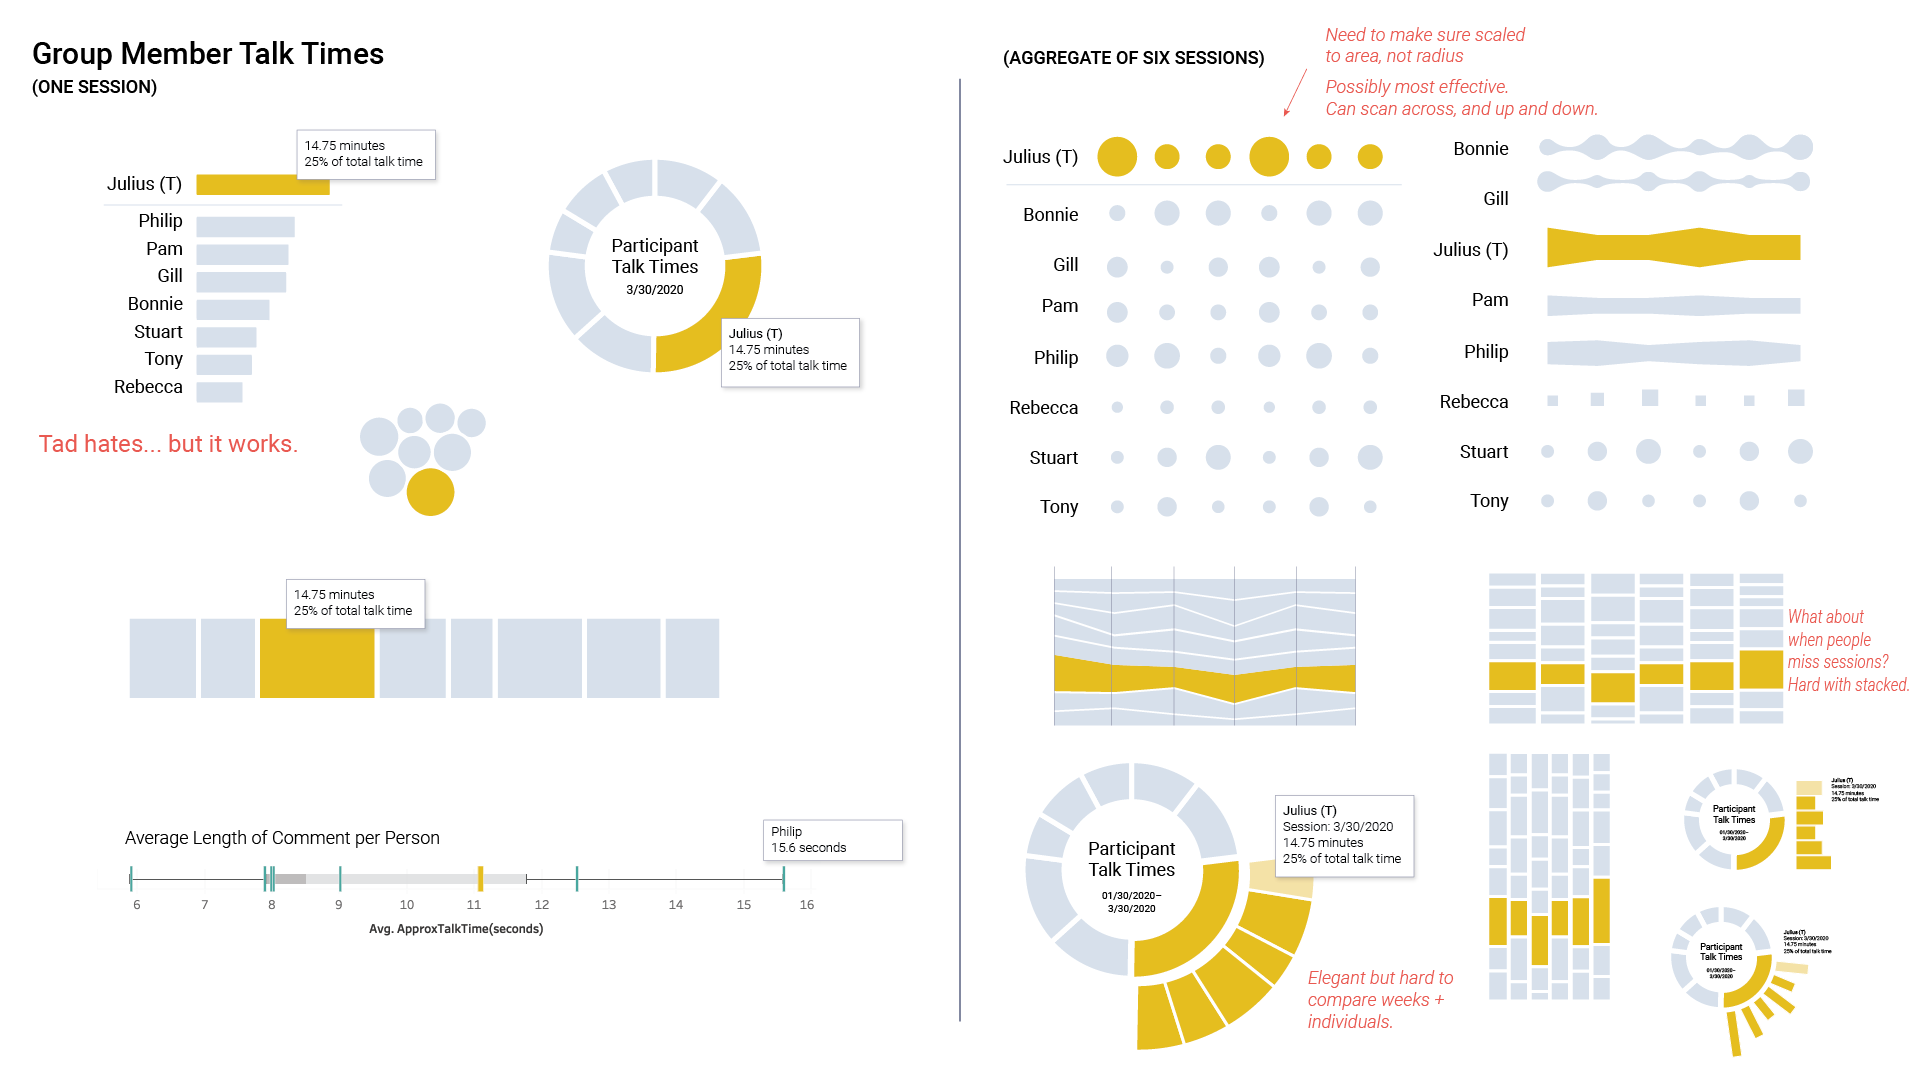 Group Member Talk Times
(ONE SESSION)
14.75 minutes
25% of total talk time
Julius (T)
Philip
Pam
Gill
Bonnie
Stuart
Tony
Rebecca
Participant
Talk Times
3/30/2020
Julius (T)
14.75 minutes
25% of total talk time
Tad hates... but it works.
14.75 minutes
25% of total talk time
Average Length of Comment per Person
Philip
15.6 seconds
6 7 8 9 10 11 12 13 14 15 16
Avg. ApproxTalkTime(seconds)
(AGGREGATE OF SIX SESSIONS)
Need to make sure scaled
to area, not radius
Possibly most effective.
Can scan across, and up and down.
Julius (T)
Bonnie
Gill
Pam
Philip
Rebecca
Stuart
Tony
Bonnie
Gill
Julius (T)
Pam
Philip
Rebecca
Stuart
Tony
What about
when people
miss sessions?
Hard with stacked.
Participant
Talk Times
01/30/2020–
3/30/2020
Julius (T)
Session: 3/30/2020
14.75 minutes
25% of total talk time
Elegant but hard to
compare weeks +
individuals.
Participant
Talk Times
01/30/2020–
3/30/2020
Julius (T)
Session: 3/30/2020
14.75 minutes
25% of total talk time
Participant
Talk Times
01/30/2020–
3/30/2020
Julius (T)
Session: 3/30/2020
14.75 minutes
25% of total talk time